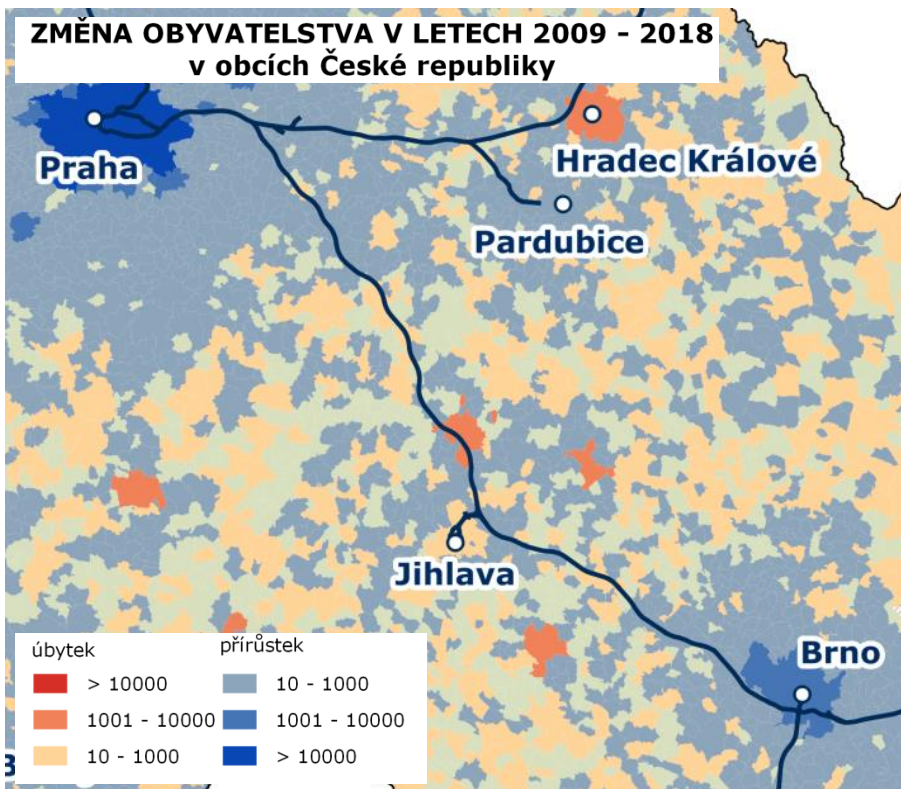 ZMĚNA OBYVATELSTVA V LETECH 2009 - 2018
v obcích České republiky
Praha
Hradec Králové
Pardubice
Jihlava
Brno
úbytek přírůstek
> 10000 10 - 1000
1001 - 10000 1001 - 10000
10 - 1000 > 10000